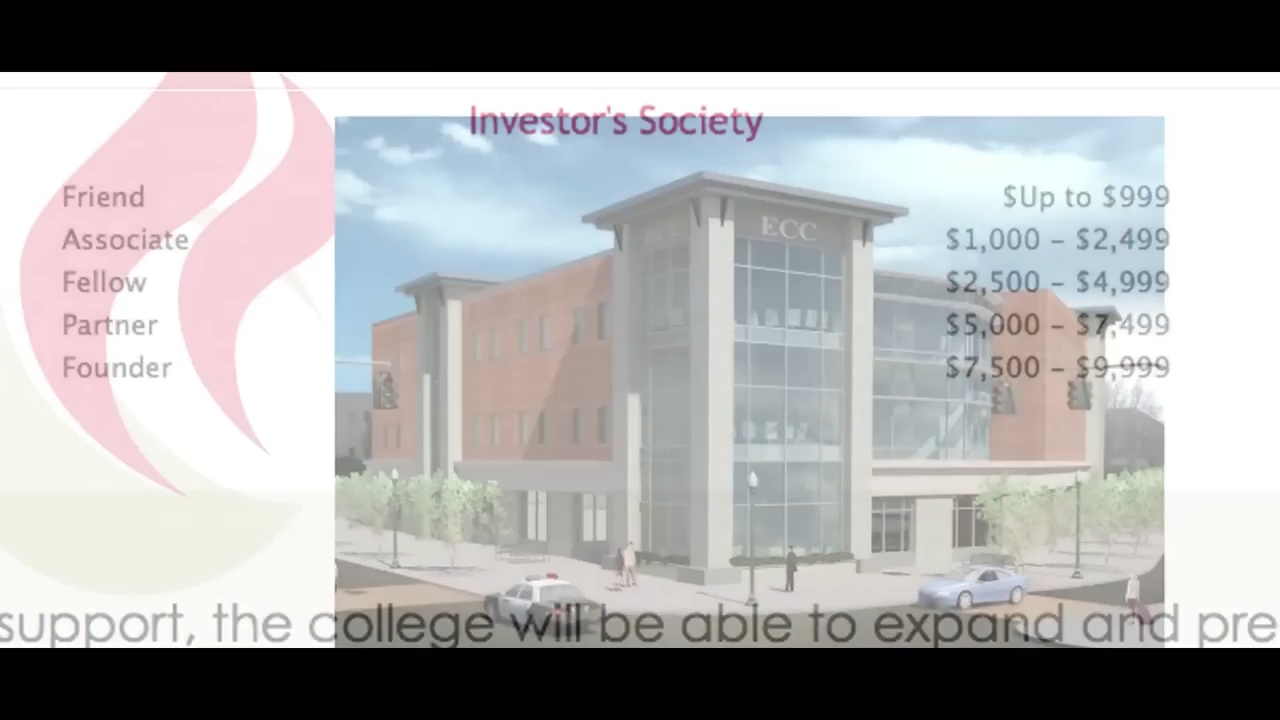 Investor's Society
Friend $Up to $999
Associate $1,000 – $2,499
ECC
Fellow $2,500 – $4,999
Partner $5,000 – $7,499
Founder $7,500 – $9,999
support, the college will be able to expand and pre